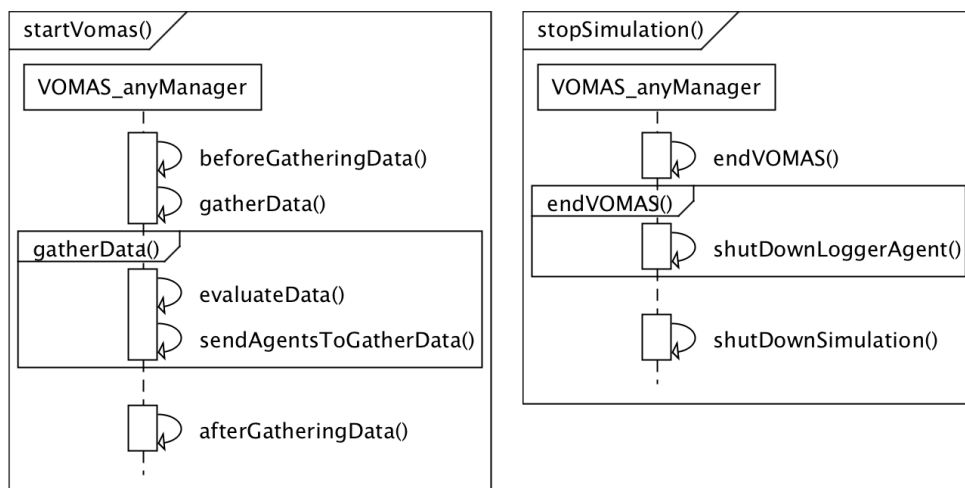 startVomas()
VOMAS_anyManager
beforeGatheringData()
gatherData()
gatherData()
evaluateData()
sendAgentsToGatherData()
afterGatheringData()
stopSimulation()
VOMAS_anyManager
endVOMAS()
endVOMAS()
shutDownLoggerAgent()
shutDownSimulation()